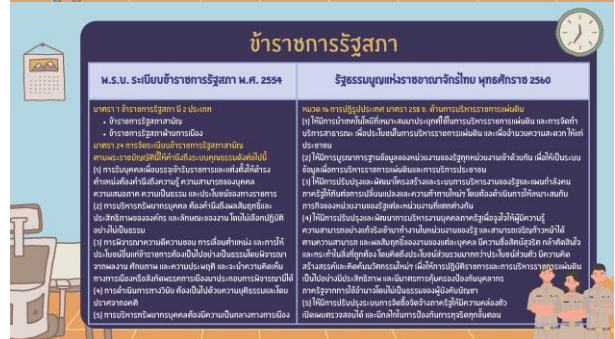 ข้าราชการรัฐสภา
พ.ร.บ. ระเบียบข้าราชการรัฐสภา พ.ศ. 2554
มาตรา 7 ข้าราชการรัฐสภา มี 2 ประเภท
• ข้าราชการรัฐสภาสามัญ
• ข้าราชการรัฐสภาฝ่ายการเมือง
มาตรา 24 การจัดระเบียบข้าราชการรัฐสภาสามัญ
ตามพระราชบัญญัตินี้ให้คำนึงถึงระบบคุณธรรมดังต่อไปนี้
(1) การรับบุคคลเพื่อบรรจุเข้ารับราชการและแต่งตั้งให้ดำรง
ตำแหน่งต้องคำนึงถึงความรู้ ความสามารถของบุคคล
ความเสมอภาค ความเป็นธรรม และประโยชน์ของทางราชการ
(2) การบริหารทรัพยากรบุคคล ต้องคำนึงถึงผลสัมฤทธิ์และ
ประสิทธิภาพขององค์กร และลักษณะของงาน โดยไม่เลือกปฏิบัติ
อย่างไม่เป็นธรรม
(3) การพิจารณาความดีความชอบ การเลื่อนตำแหน่ง และการให้
ประโยชน์อื่นแก่ข้าราชการต้องเป็นไปอย่างเป็นธรรมโดยพิจารณา
จากผลงาน ศักยภาพ และความประพฤติ และจะนำความคิดเห็น
ทางการเมืองหรือสังกัดพรรคการเมืองมาประกอบการพิจารณามิได้
(4) การดำเนินการทางวินัย ต้องเป็นไปด้วยความยุติธรรมและโดย
ปราศจากอคติ
(5) การบริหารทรัพยากรบุคคลต้องมีความเป็นกลางทางการเมือง
รัฐธรรมนูญแห่งราชอาณาจักรไทย พุทธศักราช 2560
หมวด 16 การปฏิรูปประเทศ มาตรา 258 ข. ด้านการบริหารราชการแผ่นดิน
(1) ให้มีการนำเทคโนโลยีที่เหมาะสมมาประยุกต์ใช้ในการบริหารราชการแผ่นดิน และการจัดทำ
บริการสาธารณะ เพื่อประโยชน์ในการบริหารราชการแผ่นดิน และเพื่ออำนวยความสะดวก ให้แก่
ประชาชน
(2) ให้มีการบูรณาการฐานข้อมูลของหน่วยงานของรัฐทุกหน่วยงานเข้าด้วยกัน เพื่อให้เป็นระบบ
ข้อมูลเพื่อการบริหารราชการแผ่นดินและการบริการประชาชน
(3) ให้มีการปรับปรุงและพัฒนาโครงสร้างและระบบการบริหารงานของรัฐและแผนกำลังคน
ภาครัฐให้ทันต่อการเปลี่ยนแปลงและความท้าทายใหม่ๆ โดยต้องดำเนินการให้เหมาะสมกับ
ภารกิจของหน่วยงานของรัฐแต่ละหน่วยงานที่แตกต่างกัน
(4) ให้มีการปรับปรุงและพัฒนาการบริหารงานบุคคลภาครัฐเพื่อจูงใจให้ผู้มีความรู้
ความสามารถอย่างแท้จริงเข้ามาทำงานในหน่วยงานของรัฐ และสามารถเจริญก้าวหน้าได้
ตามความสามารถ และผลสัมฤทธิ์ของงานของแต่ละบุคคล มีความซื่อสัตย์สุจริต กล้าตัดสินใจ
และกระทำในสิ่งที่ถูกต้อง โดยคิดถึงประโยชน์ส่วนรวมมากกว่าประโยชน์ส่วนตัว มีความคิด
สร้างสรรค์และคิดค้นนวัตกรรมใหม่ๆ เพื่อให้การปฏิบัติราชการและการบริหารราชการแผ่นดิน
เป็นไปอย่างมีประสิทธิภาพ และมีมาตรการคุ้มครองป้องกันบุคลากร
ภาครัฐจากการใช้อำนาจโดยไม่เป็นธรรมของผู้บังคับบัญชา
(5) ให้มีการปรับปรุงระบบการจัดซื้อจัดจ้างภาครัฐให้มีความคล่องตัว
เปิดเผยตรวจสอบได้ และมีกลไกในการป้องกันการทุจริตทุกขั้นตอน